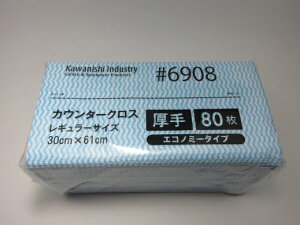 Kawanishi Industry
Safety & Sanitation Products
#6908
カウンタークロス
レギュラーサイズ
30cm×61cm
厚手 80枚
エコノミータイプ